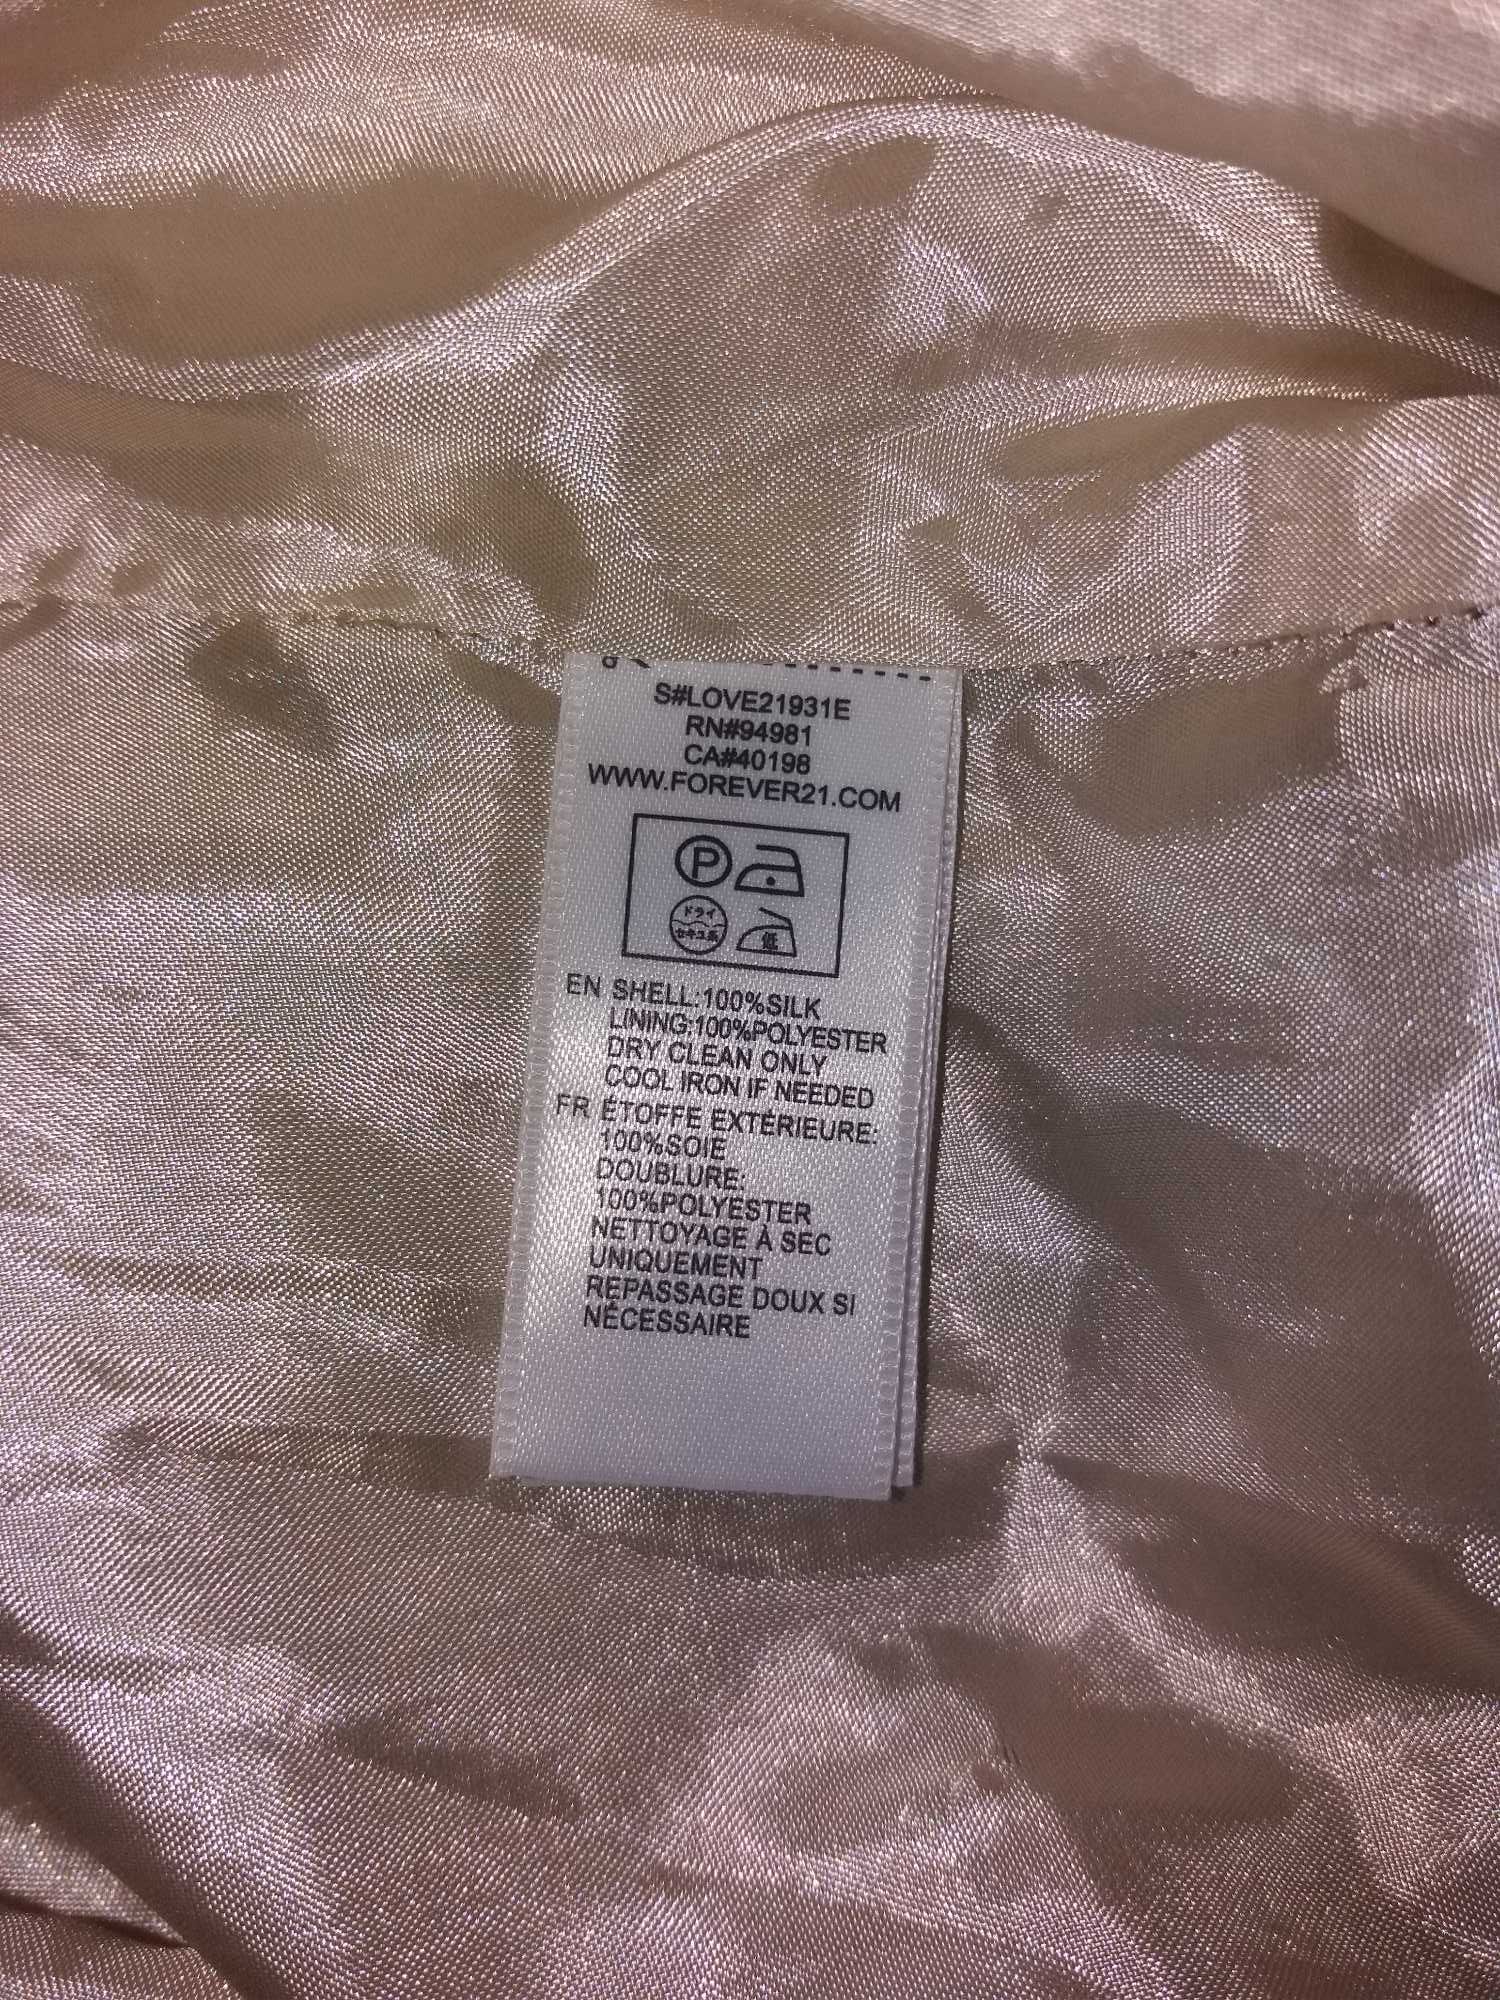 S#LOVE21931E
RN#94981
CA#40198
WWW.FOREVER21.COM
P
ドライ
セキユ系
低
EN SHELL:100%SILK
LINING:100%POLYESTER
DRY CLEAN ONLY
COOL IRON IF NEEDED
FR ÉTOFFE EXTÉRIEURE:
100%SOIE
DOUBLURE:
100%POLYESTER
NETTOYAGE À SEC
UNIQUEMENT
REPASSAGE DOUX SI
NÉCESSAIRE